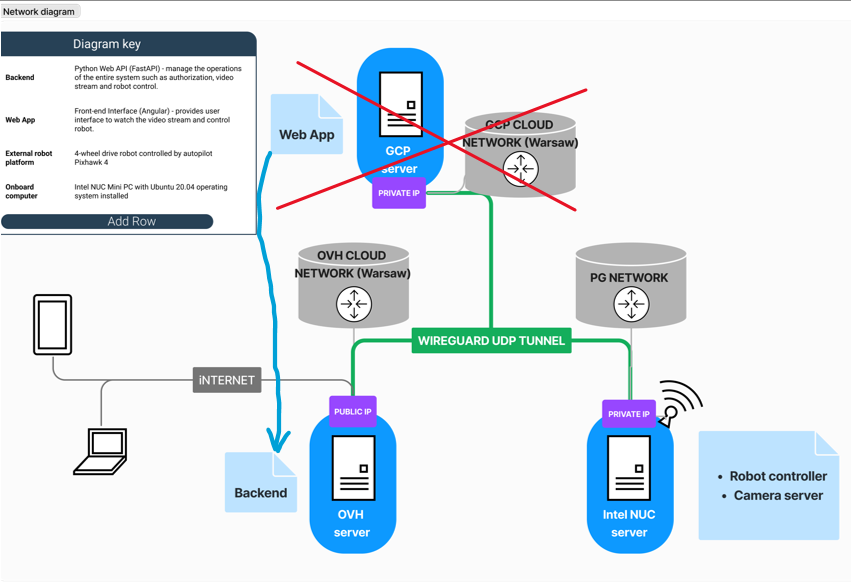 Network diagram
Diagram key
Backend
Python Web API (FastAPI) - manage the operations
of the entire system such as authorization, video
stream and robot control.
Web App
Front-end Interface (Angular) - provides user
interface to watch the video stream and control
robot.
External robot
platform
4-wheel drive robot controlled by autopilot
Pixhawk 4
Onboard
computer
Intel NUC Mini PC with Ubuntu 20.04 operating
system installed
Add Row
Web App
GCP
server
PRIVATE IP
GCP CLOUD
NETWORK (Warsaw)
OVH CLOUD
NETWORK (Warsaw)
PG NETWORK
WIREGUARD UDP TUNNEL
iNTERNET
PUBLIC IP
PRIVATE IP
Backend
OVH
server
Intel NUC
server
• Robot controller
• Camera server